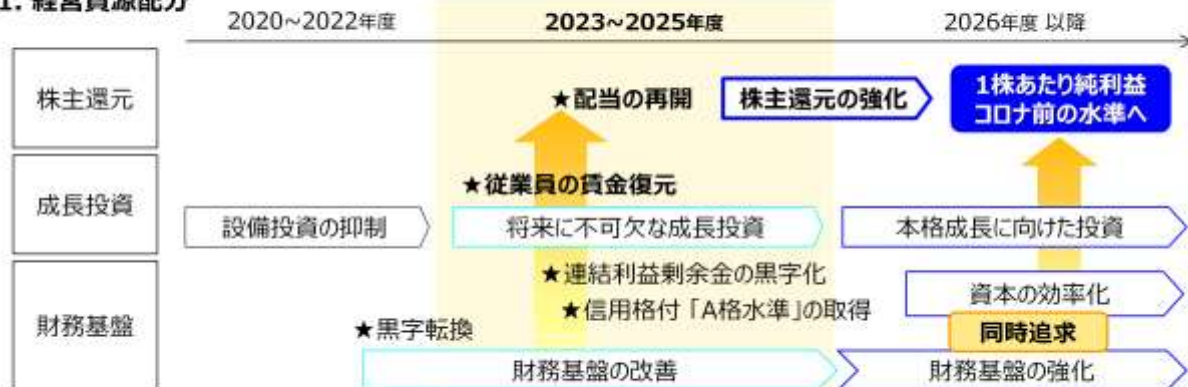 1. 経営資源配分
2020～2022年度
2023～2025年度
2026年度 以降
株主還元
★配当の再開
株主還元の強化
1株あたり純利益
コロナ前の水準へ
成長投資
★従業員の賃金復元
設備投資の抑制
将来に不可欠な成長投資
本格成長に向けた投資
財務基盤
★連結利益剰余金の黒字化
★信用格付「A格水準」の取得
資本の効率化
★黒字転換
同時追求
財務基盤の改善
財務基盤の強化